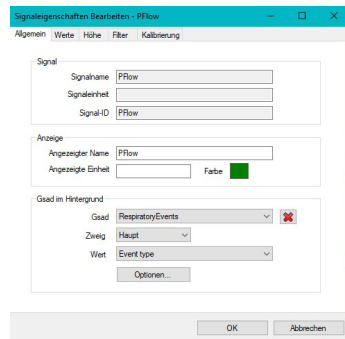 Signaleigenschaften Bearbeiten - PFlow
Allgemein Werte Höhe Filter Kalibrierung
Signal
Signalname PFlow
Signaleinheit
Signal-ID PFlow
Anzeige
Angezeigter Name PFlow
Angezeigte Einheit Farbe
Gsad im Hintergrund
Gsad RespiratoryEvents
Zweig Haupt
Wert Event type
Optionen...
OK Abbrechen